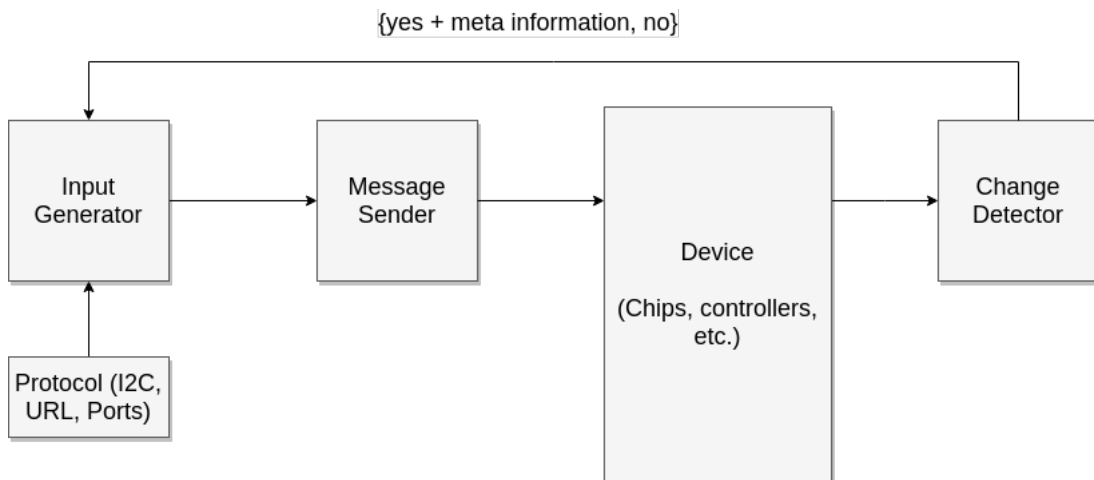 {yes + meta information, no}
Input
Generator
Message
Sender
Device
(Chips, controllers,
etc.)
Change
Detector
Protocol (I2C,
URL, Ports)